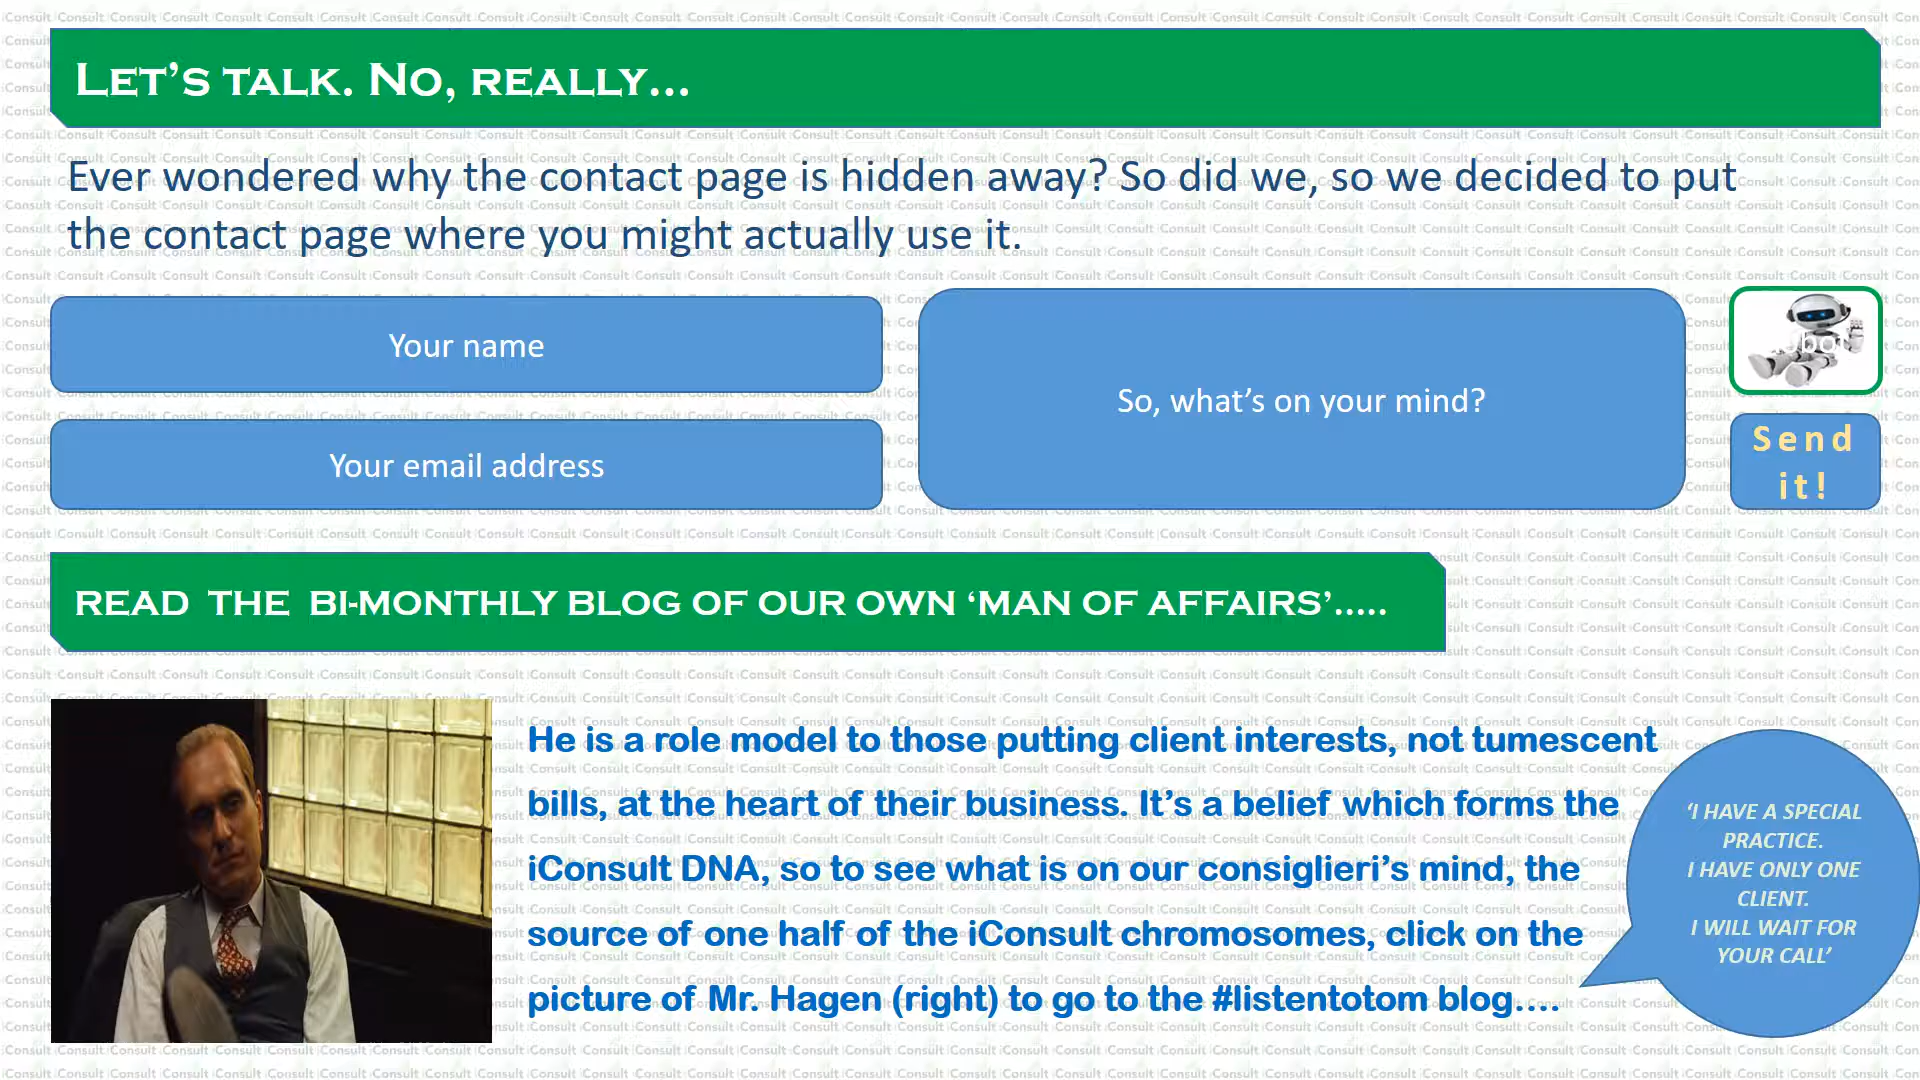 LET'S TALK. NO, REALLY…
Ever wondered why the contact page is hidden away? So did we, so we decided to put
the contact page where you might actually use it.
Your name
Your email address
So, what's on your mind?
Send
it!
READ THE BI-MONTHLY BLOG OF OUR OWN 'MAN OF AFFAIRS'.....
He is a role model to those putting client interests, not tumescent
bills, at the heart of their business. It's a belief which forms the
iConsult DNA, so to see what is on our consiglieri's mind, the
source of one half of the iConsult chromosomes, click on the
picture of Mr. Hagen (right) to go to the #listentotom blog....
'I HAVE A SPECIAL
PRACTICE.
I HAVE ONLY ONE
CLIENT.
I WILL WAIT FOR
YOUR CALL'